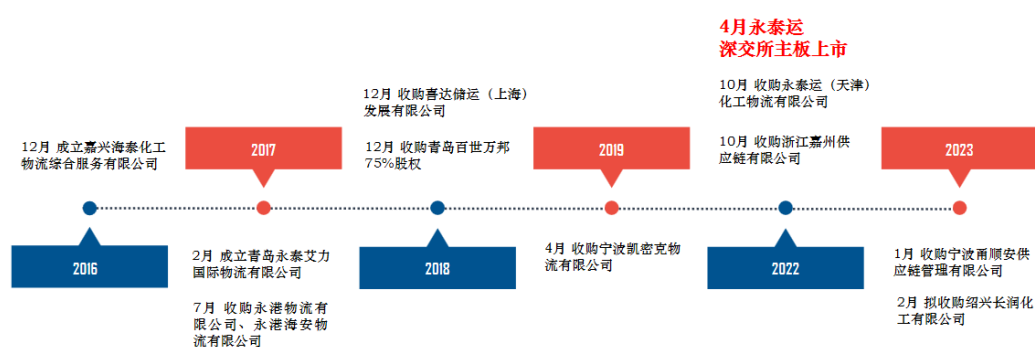 4月永泰运
深交所主板上市
12月 收购喜达储运（上海）
发展有限公司
10月 收购永泰运（天津）
化工物流有限公司
12月 成立嘉兴海泰化工
物流综合服务有限公司
2017
12月 收购青岛百世万邦
75%股权
2019
10月 收购浙江嘉州供
应链有限公司
2023
2016
2月 成立青岛永泰艾力
国际物流有限公司
2018
4月 收购宁波凯密克物
流有限公司
2022
1月 收购宁波甬顺安供
应链管理有限公司
7月 收购永港物流有
限公司、永港海安物
流有限公司
2月 拟收购绍兴长润化
工有限公司